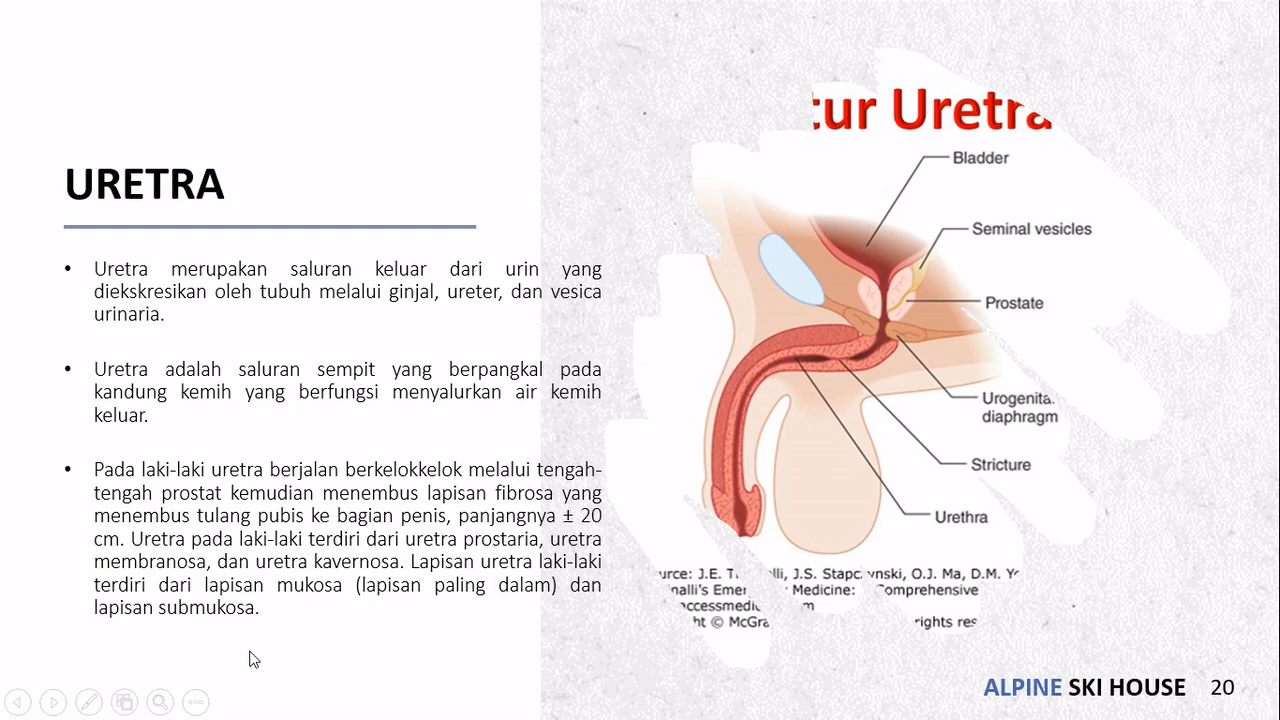 URETRA
• Uretra merupakan saluran keluar dari urin yang
diekskresikan oleh tubuh melalui ginjal, ureter, dan vesica
urinaria.
• Uretra adalah saluran sempit yang berpangkal pada
kandung kemih yang berfungsi menyalurkan air kemih
keluar.
• Pada laki-laki uretra berjalan berkelokkelok melalui tengah-
tengah prostat kemudian menembus lapisan fibrosa yang
menembus tulang pubis ke bagian penis, panjangnya ± 20
cm. Uretra pada laki-laki terdiri dari uretra prostaria, uretra
membranosa, dan uretra kavernosa. Lapisan uretra laki-laki
terdiri dari lapisan mukosa (lapisan paling dalam) dan
lapisan submukosa.
Uretra
Bladder
Seminal vesicles
Prostate
diaphragm
Stricture
Urethra
J.E. J.S. O.J. Ma, D.M.
Medicine: Comprehensive
©
ALPINE SKI HOUSE 20